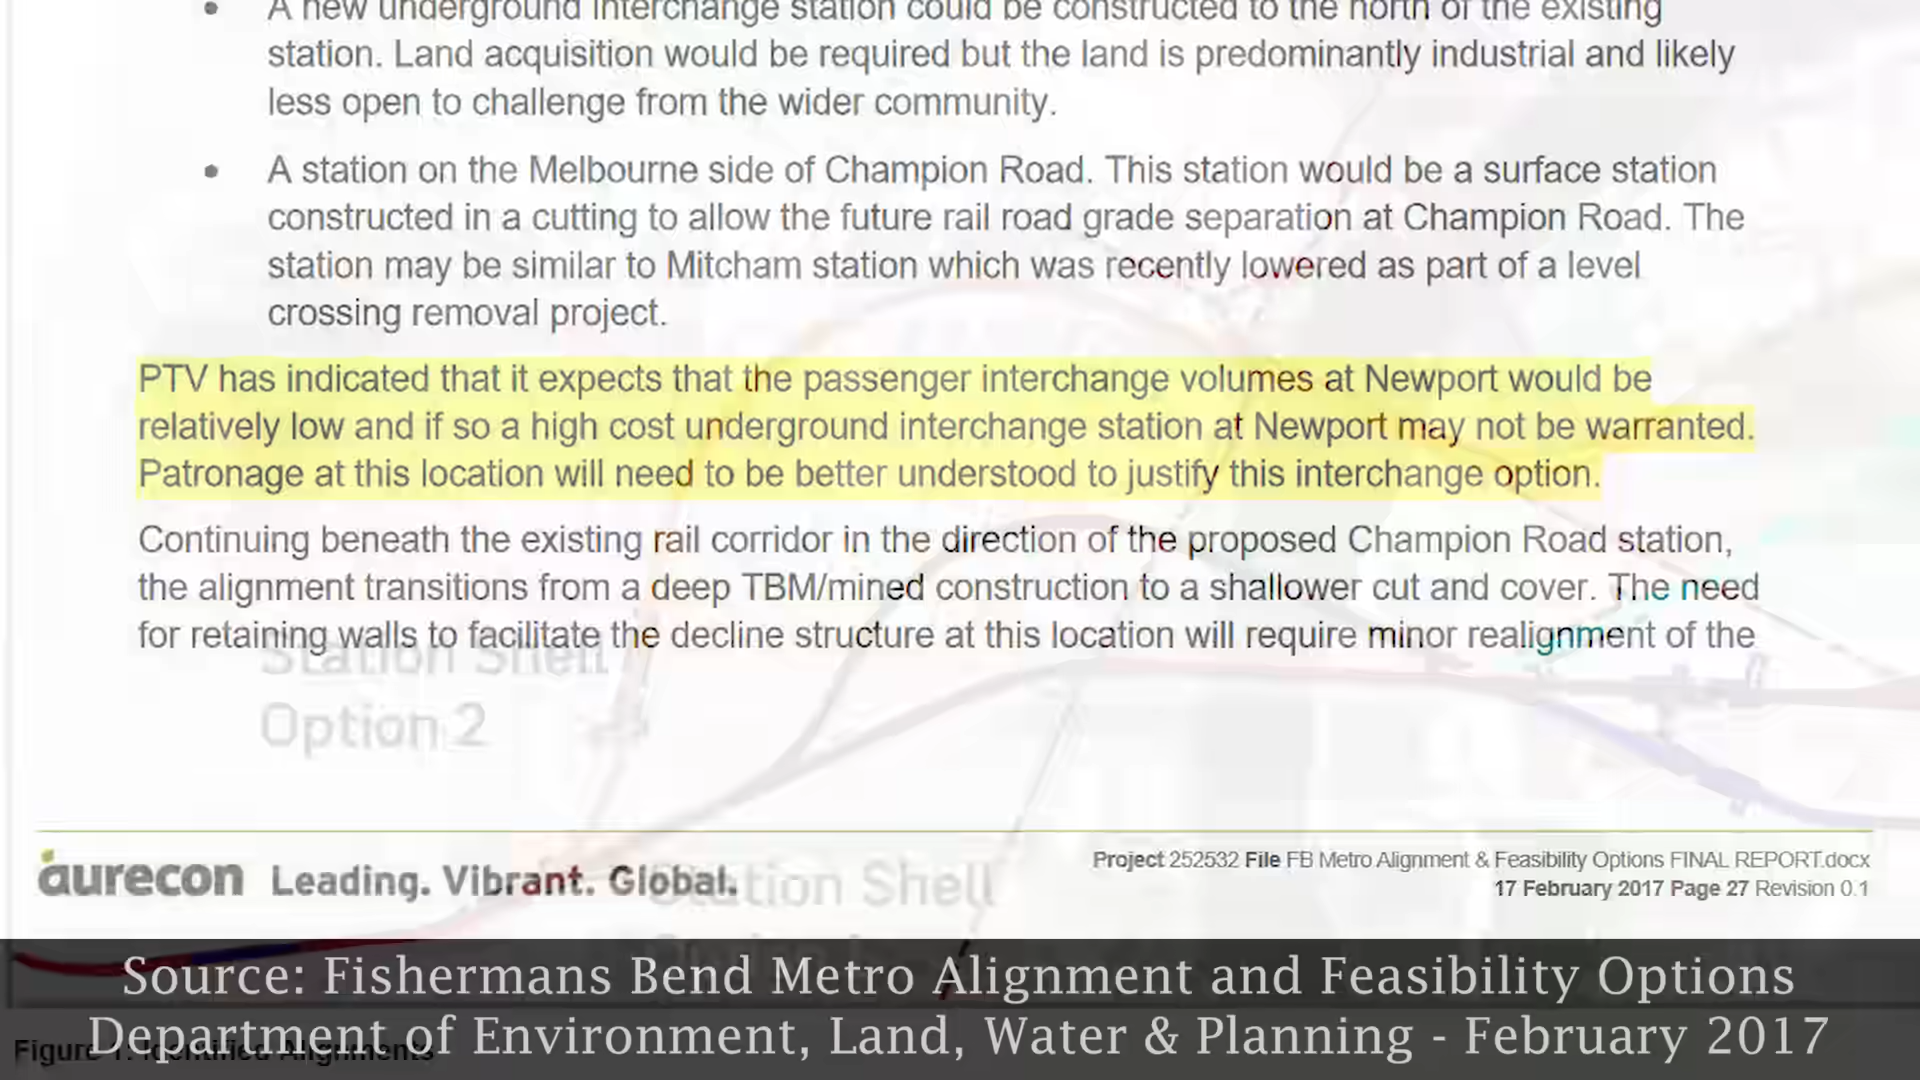 A new underground interchange station could be constructed to the north of the existing
station. Land acquisition would be required but the land is predominantly industrial and likely
less open to challenge from the wider community.
A station on the Melbourne side of Champion Road. This station would be a surface station
constructed in a cutting to allow the future rail road grade separation at Champion Road. The
station may be similar to Mitcham station which was recently lowered as part of a level
crossing removal project.
PTV has indicated that it expects that the passenger interchange volumes at Newport would be
relatively low and if so a high cost underground interchange station at Newport may not be warranted.
Patronage at this location will need to be better understood to justify this interchange option.
Continuing beneath the existing rail corridor in the direction of the proposed Champion Road station,
the alignment transitions from a deep TBM/mined construction to a shallower cut and cover. The need
for retaining walls to facilitate the decline structure at this location will require minor realignment of the
Station Shell
Option 2
aurecon Leading. Vibrant. Global.
Station Shell
Project 252532 File FB Metro Alignment & Feasibility Options FINAL REPORT.docx
17 February 2017 Page 27 Revision 0.1
Source: Fishermans Bend Metro Alignment and Feasibility Options
Department of Environment, Land, Water & Planning - February 2017
Figure 1: Identified Alignments